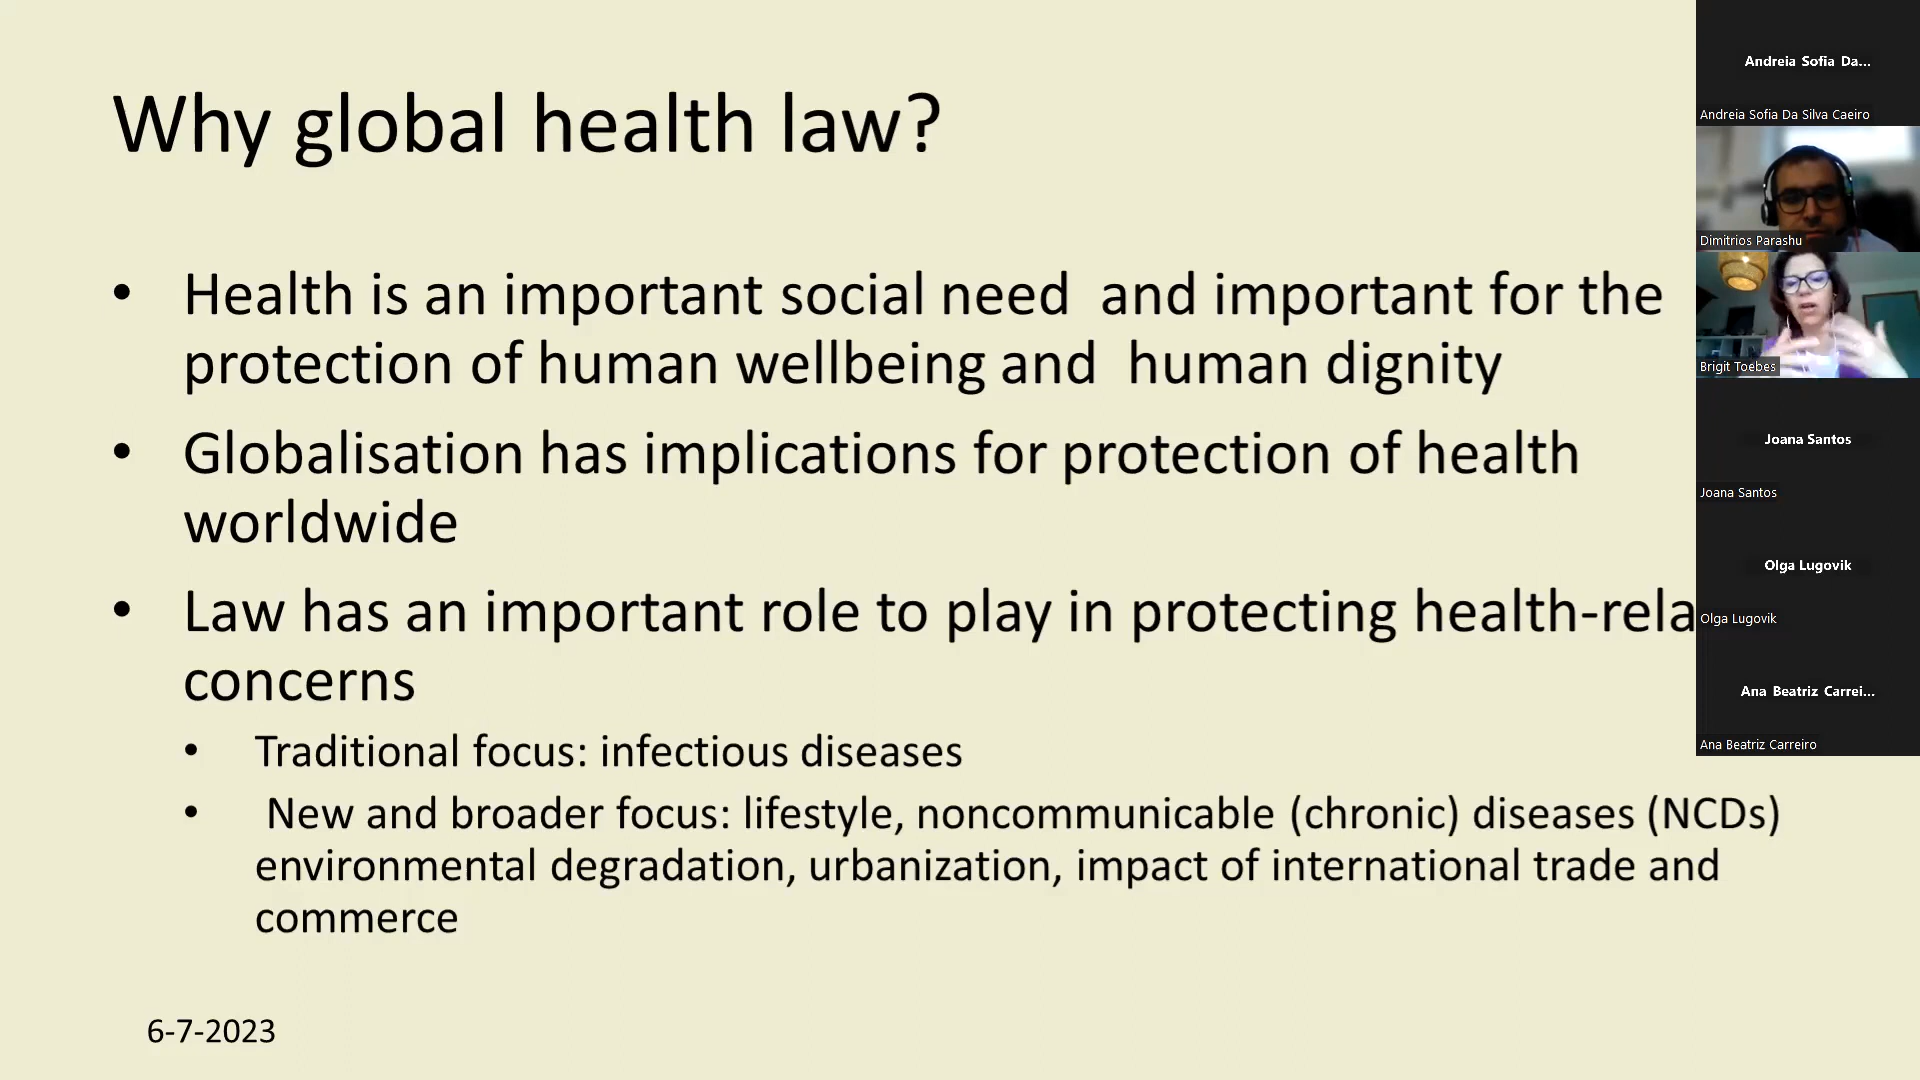 Why global health law?
• Health is an important social need and important for the
protection of human wellbeing and human dignity
• Globalisation has implications for protection of health
worldwide
• Law has an important role to play in protecting health-rela
concerns
• Traditional focus: infectious diseases
• New and broader focus: lifestyle, noncommunicable (chronic) diseases (NCDs)
environmental degradation, urbanization, impact of international trade and
commerce
6-7-2023
Andreia Sofia Da...
Andreia Sofia Da Silva Caeiro
Dimitrios Parashu
Brigit Toebes
Joana Santos
Joana Santos
Olga Lugovik
Olga Lugovik
Ana Beatriz Carrei...
Ana Beatriz Carreiro